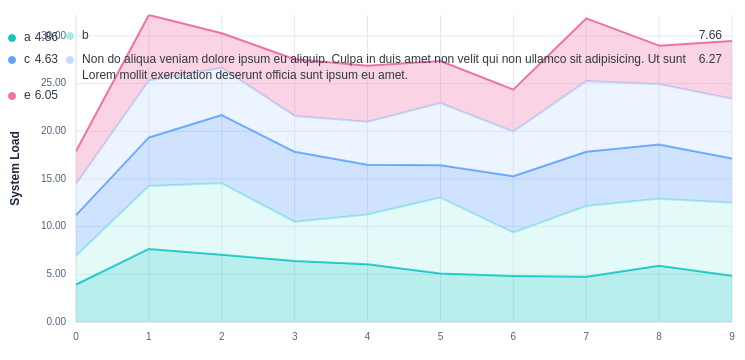 30.00
a 4.86
b
7.66
c 4.63
Non do aliqua veniam dolore ipsum eu aliquip. Culpa in duis amet non velit qui non ullamco sit adipisicing. Ut sunt
6.27
Lorem mollit exercitation deserunt officia sunt ipsum eu amet.
25.00
e 6.05
20.00
System Load
15.00
10.00
5.00
0.00
0 1 2 3 4 5 6 7 8 9